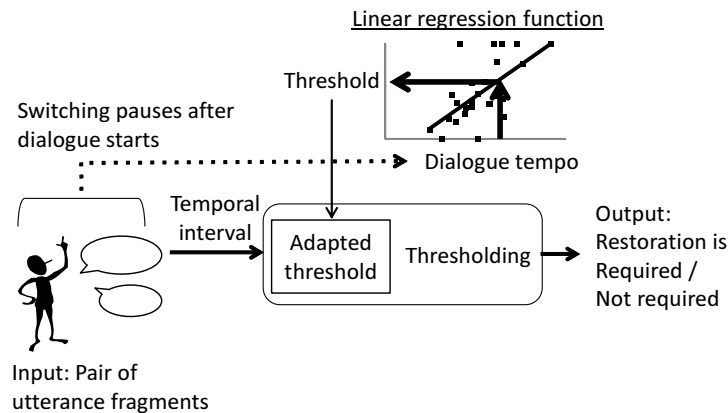 Linear regression function
Threshold
Switching pauses after
dialogue starts
Dialogue tempo
Temporal
interval
Adapted
threshold
Thresholding
Output:
Restoration is
Required /
Not required
Input: Pair of
utterance fragments